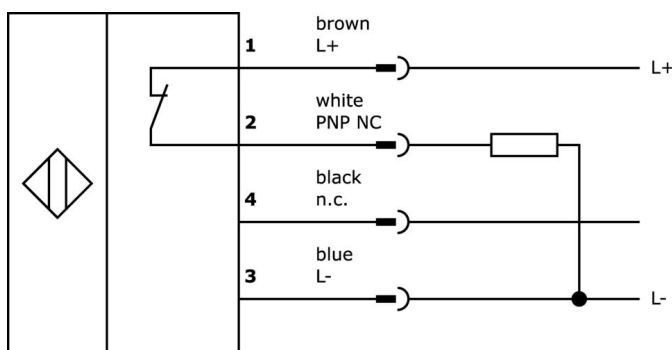 brown
1 L+
L+
white
2 PNP NC
black
4 n.c.
blue
3 L-
L-